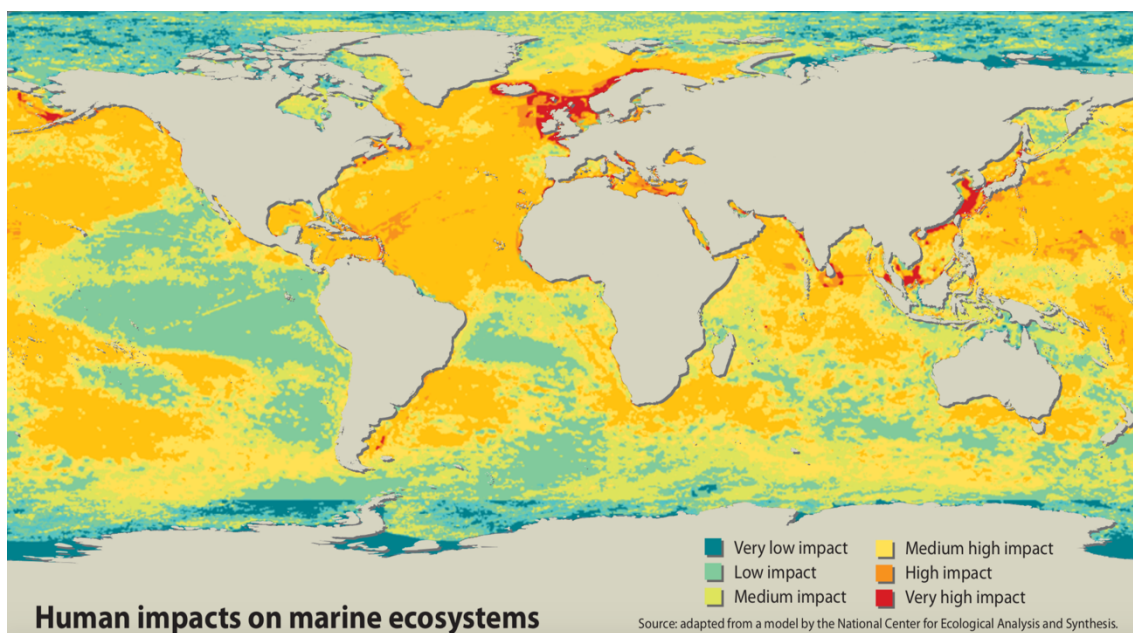 Very low impact
Low impact
Medium impact
Medium high impact
High impact
Very high impact
Human impacts on marine ecosystems
Source: adapted from a model by the National Center for Ecological Analysis and Synthesis.